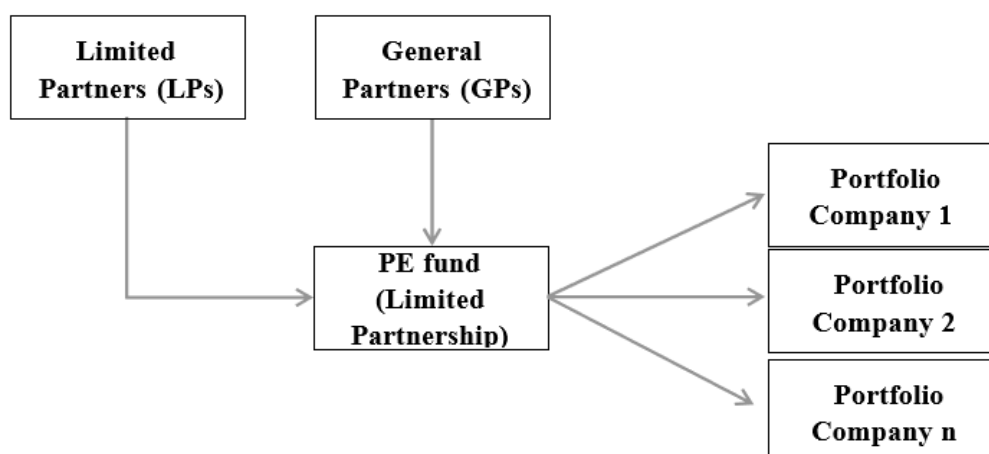 Limited
Partners (LPs)
General
Partners (GPs)
PE fund
(Limited
Partnership)
Portfolio
Company 1
Portfolio
Company 2
Portfolio
Company n